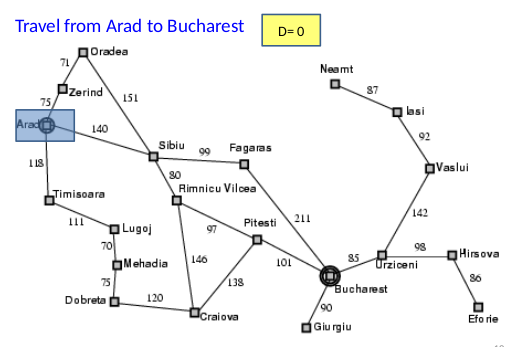 Travel from Arad to Bucharest
D= 0
Oradea
71
Neamt
Zerind
87
75
151
Iasi
Arad
140
92
Sibiu
Fagaras
99
118
80
Vaslui
Timisoara
Rimnicu Vilcea
111
211
142
Lugoj
97
Pitesti
70
98
Hirsova
146
101
85
Mehadia
Urziceni
75
138
86
Bucharest
Dobreta
120
90
Craiova
Giurgiu
Eforie